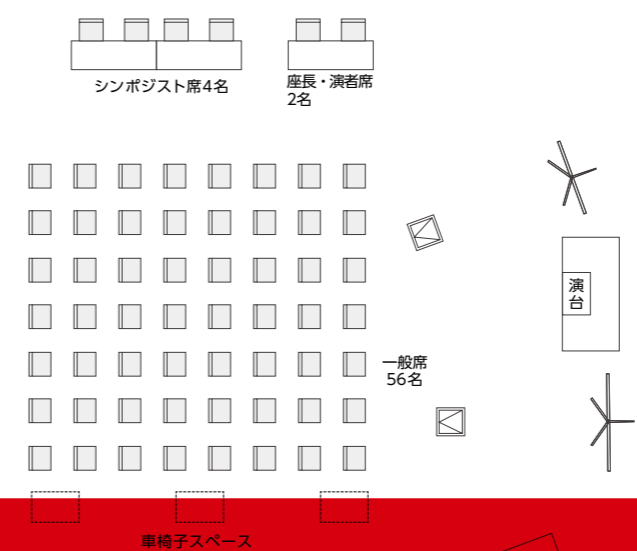 シンポジスト席4名
座長・演者席
2名
演
台
一般席
56名
車椅子スペース